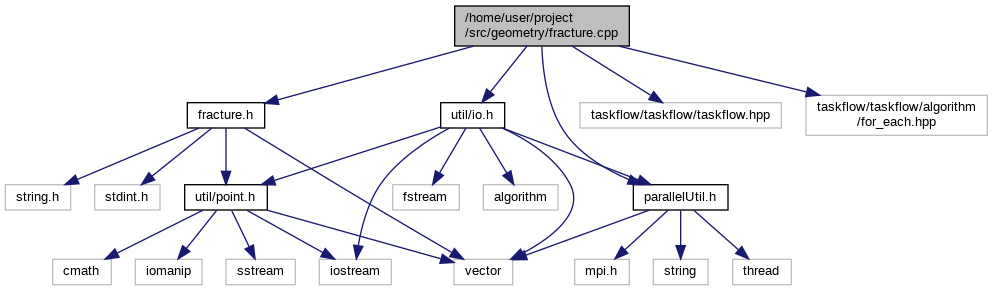 /home/user/project
/src/geometry/fracture.cpp
fracture.h
util/io.h
taskflow/taskflow/taskflow.hpp
taskflow/taskflow/algorithm
/for_each.hpp
string.h
stdint.h
util/point.h
fstream
algorithm
parallelUtil.h
cmath
iomanip
sstream
iostream
vector
mpi.h
string
thread